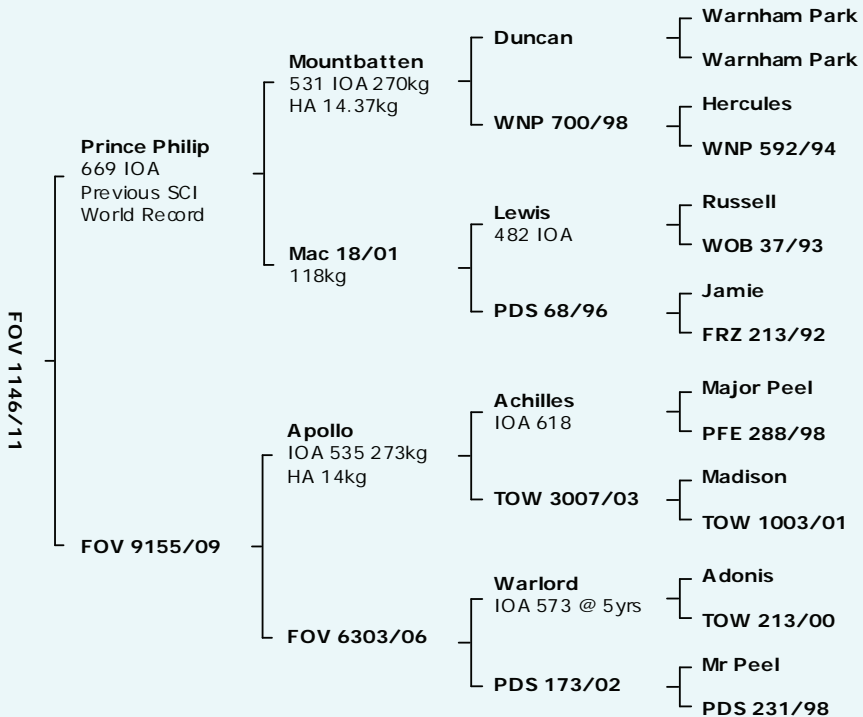 FOV 1146/11
Prince Philip
669 IOA
Previous SCI
World Record
FOV 9155/09
Mountbatten
531 IOA 270kg
HA 14.37kg
Mac 18/01
118kg
Apollo
IOA 535 273kg
HA 14kg
FOV 6303/06
Duncan
WNP 700/98
Lewis
482 IOA
PDS 68/96
Achilles
IOA 618
TOW 3007/03
Warlord
IOA 573 @ 5yrs
PDS 173/02
Warnham Park
Warnham Park
Hercules
WNP 592/94
Russell
WOB 37/93
Jamie
FRZ 213/92
Major Peel
PFE 288/98
Madison
TOW 1003/01
Adonis
TOW 213/00
Mr Peel
PDS 231/98